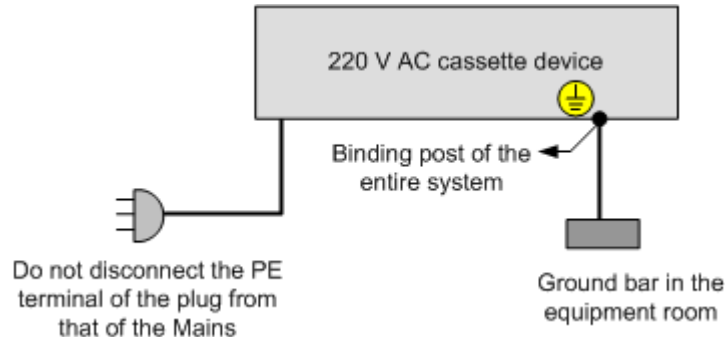 220 V AC cassette device
Binding post of the
entire system
Do not disconnect the PE
terminal of the plug from
that of the Mains
Ground bar in the
equipment room